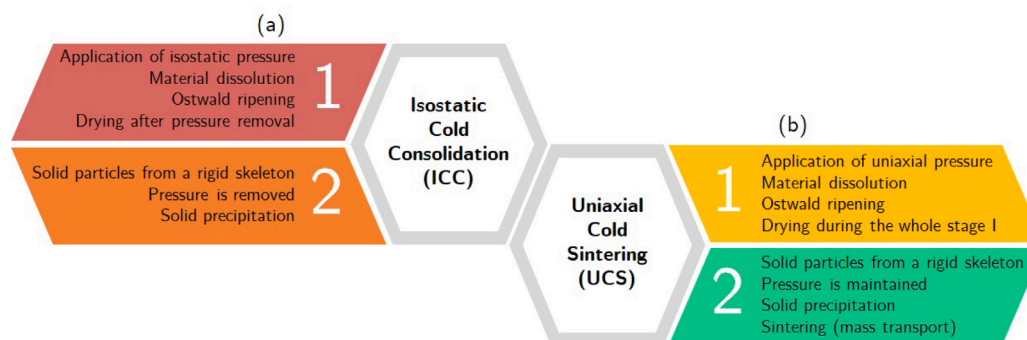 (a)
Application of isostatic pressure
Material dissolution
Ostwald ripening
Drying after pressure removal
1
Solid particles from a rigid skeleton
Pressure is removed
Solid precipitation
2
Isostatic
Cold
Consolidation
(ICC)
(b)
Uniaxial
Cold
Sintering
(UCS)
1
Application of uniaxial pressure
Material dissolution
Ostwald ripening
Drying during the whole stage I
2
Solid particles from a rigid skeleton
Pressure is maintained
Solid precipitation
Sintering (mass transport)